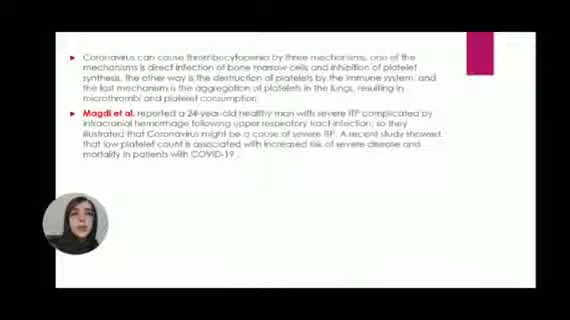 Coronavirus can cause thrombocytopenia by three mechanisms, one of the
mechanisms is direct infection of bone marrow cells and inhibition of platelet
synthesis, the other way is the destruction of platelets by the immune system, and
the last mechanism is the aggregation of platelets in the lungs, resulting in
microthrombi and platelet consumption.
Magdi et al. reported a 24-year-old healthy man with severe ITP complicated by
intracranial hemorrhage following upper respiratory tract infection, so they
illustrated that Coronavirus might be a cause of severe ITP. A recent study showed
that low platelet count is associated with increased risk of severe disease and
mortality in patients with COVID-19 .